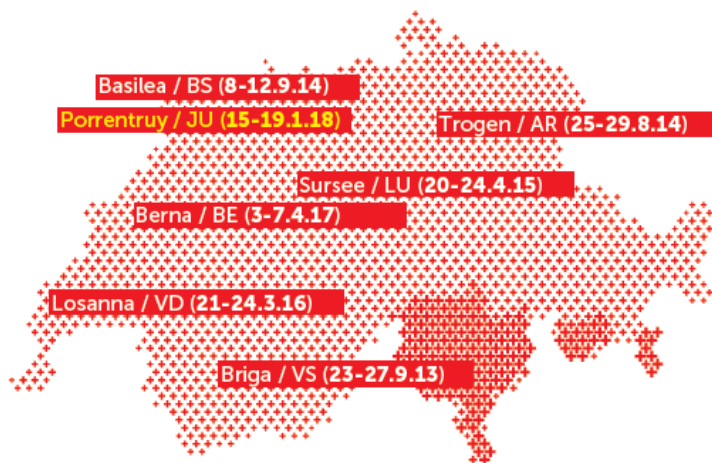 Basilea / BS (8-12.9.14)
Porrentruy / JU (15-19.1.18)
Trogen / AR (25-29.8.14)
Sursee / LU (20-24.4.15)
Berna / BE (3-7.4.17)
Losanna / VD (21-24.3.16)
Briga / VS (23-27.9.13)